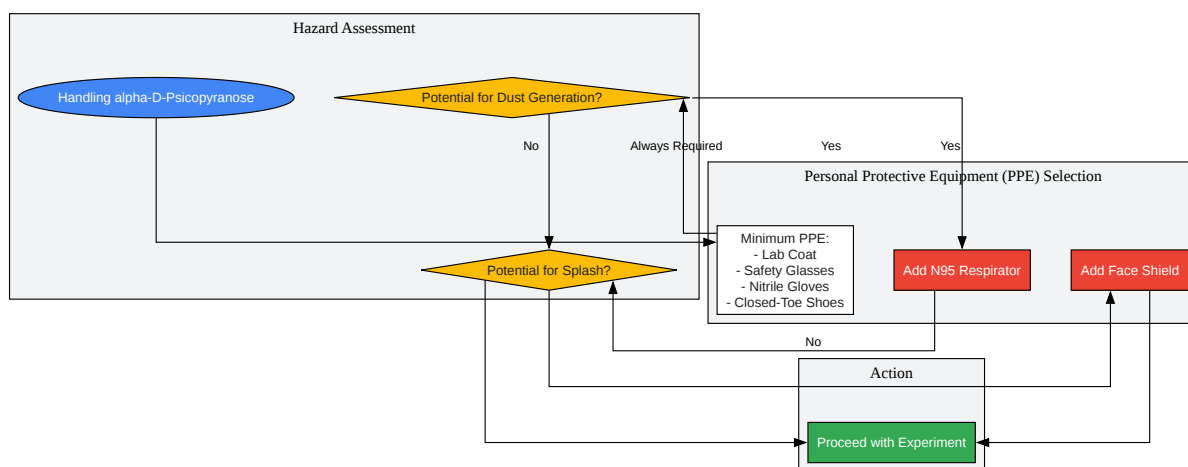 Hazard Assessment
Handling alpha-D-Psicopyranose
Potential for Dust Generation?
No
Always Required
Yes
Yes
Personal Protective Equipment (PPE) Selection
Minimum PPE:
- Lab Coat
- Safety Glasses
- Nitrile Gloves
- Closed-Toe Shoes
Potential for Splash?
Add N95 Respirator
Add Face Shield
No
Action
Proceed with Experiment